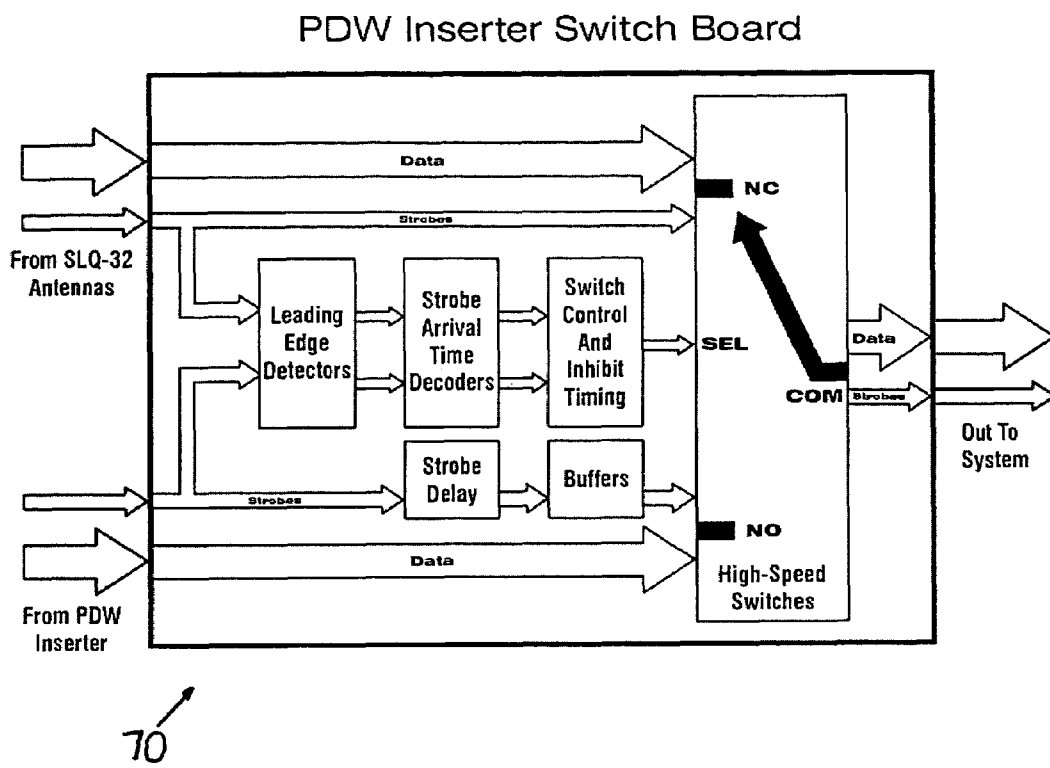 PDW Inserter Switch Board
Data
NC
Strobes
From SLQ-32
Antennas
Leading
Edge
Detectors
Strobe
Arrival
Time
Decoders
Switch
Control
And
Inhibit
Timing
SEL
Data
COM
Strobes
Out To
System
Strobe
Delay
Buffers
Strobes
NO
Data
High-Speed
Switches
From PDW
Inserter
70